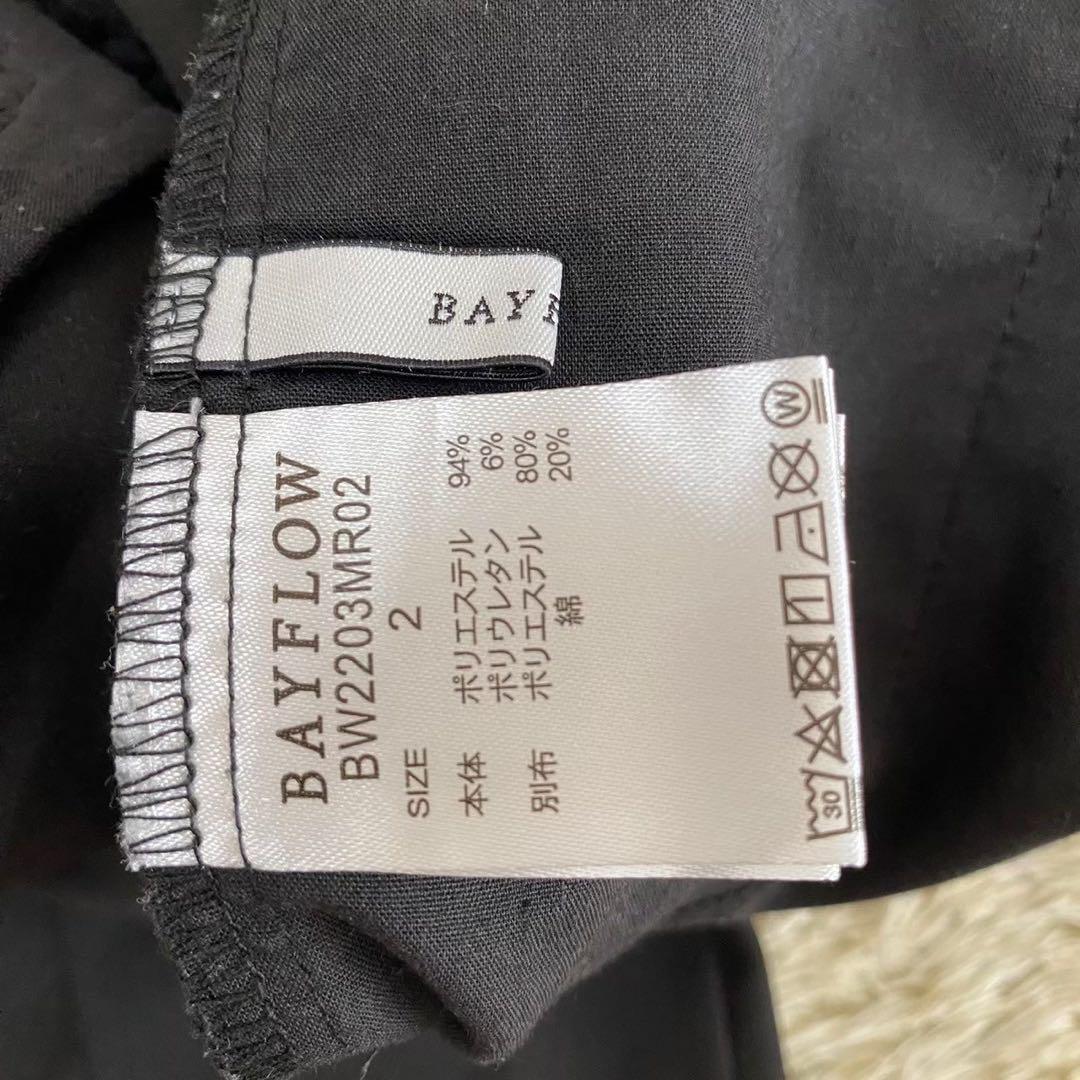 BAYF
BAYFLOW
BW2203MR02
SIZE 2
本体 ポリエステル 94%
ポリウレタン 6%
別布 ポリエステル 80%
綿 20%
30
W